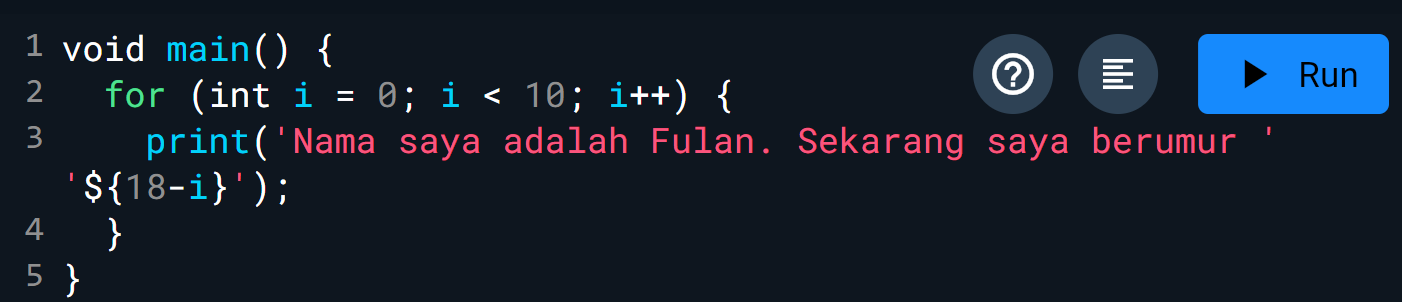 1 void main() {
2   for (int i = 0; i < 10; i++) {
3     print('Nama saya adalah Fulan. Sekarang saya berumur '
'${18-i}');
4   }
5 }
Run